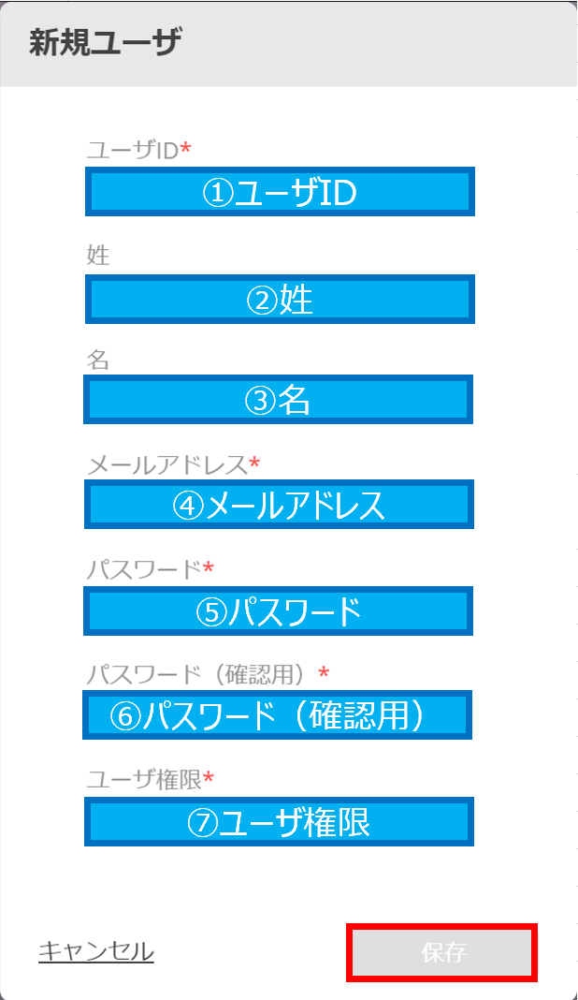 新規ユーザ
ユーザID*
①ユーザID
姓
②姓
名
③名
メールアドレス*
④メールアドレス
パスワード*
⑤パスワード
パスワード（確認用）*
⑥パスワード（確認用）
ユーザ権限*
⑦ユーザ権限
キャンセル 保存